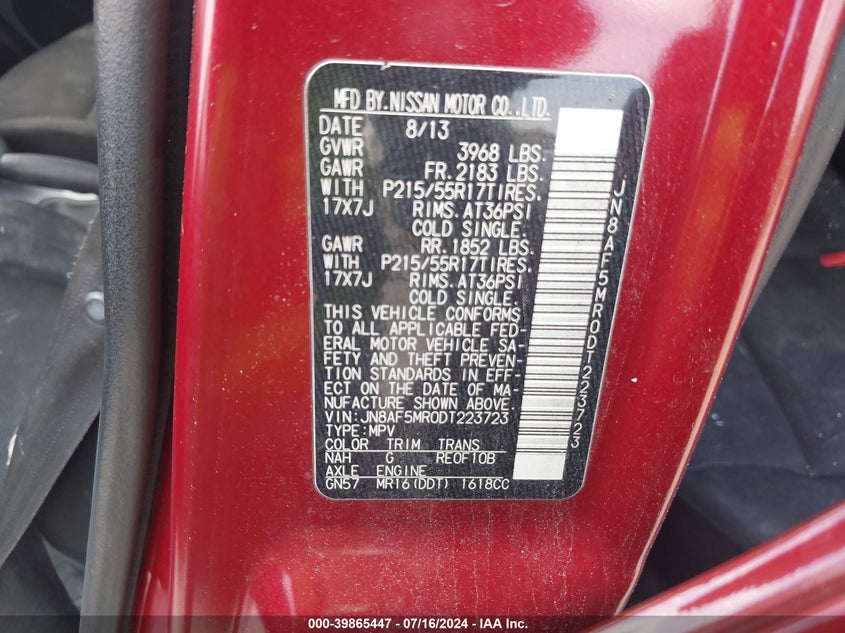 MFD BY.NISSAN MOTOR CO.,LTD.
DATE 8/13
GVWR 3968 LBS.
GAWR FR. 2183 LBS.
WITH P215/55R17TIRES.
17X7J RIMS.AT36PSI
COLD SINGLE.
GAWR RR. 1852 LBS.
WITH P215/55R17TIRES.
17X7J RIMS.AT36PSI
COLD SINGLE.
THIS VEHICLE CONFORMS
TO ALL APPLICABLE FED-
ERAL MOTOR VEHICLE SA-
FETY AND THEFT PREVEN-
TION STANDARDS IN EFF-
ECT ON THE DATE OF MA-
NUFACTURE SHOWN ABOVE.
VIN:JN8AF5MR0DT223723
TYPE:MPV
COLOR TRIM TRANS
NAH G RE0F10B
AXLE ENGINE
GN57 MR16(DDT) 1618CC
JN8AF5MR0DT223723
000-39865447 - 07/16/2024 - IAA Inc.